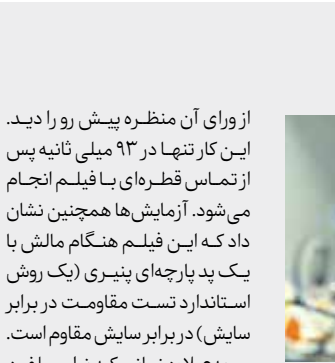 از ورای آن منظره پیش رو را دید.
این کار تنها در ۹۳ میلی ثانیه پس
از تماس قطره‌ای با فیلم انجام
می‌شود. آزمایش‌ها همچنین نشان
داد که این فیلم هنگام مالش با
یک پد پارچه‌ای پنیری (یک روش
استاندارد تست مقاومت در برابر
سایش) در برابر سایش مقاوم است.